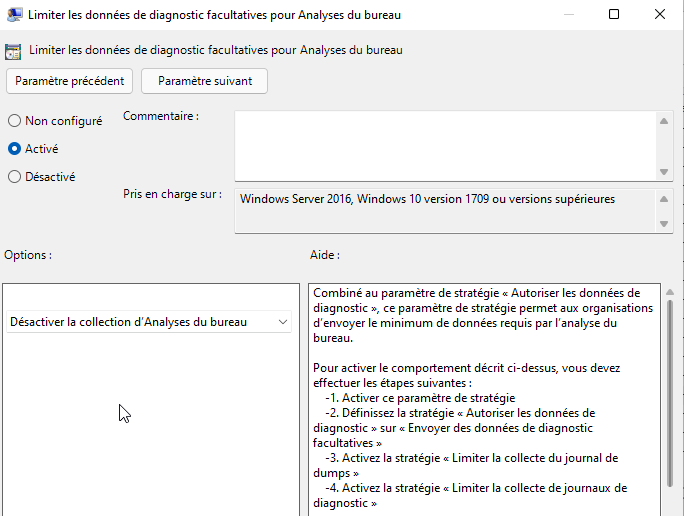 Limiter les données de diagnostic facultatives pour Analyses du bureau
Limiter les données de diagnostic facultatives pour Analyses du bureau
Paramètre précédent
Paramètre suivant
Non configuré
Commentaire :
Activé
Désactivé
Pris en charge sur :
Windows Server 2016, Windows 10 version 1709 ou versions supérieures
Options :
Aide :
Désactiver la collection d'Analyses du bureau
Combiné au paramètre de stratégie « Autoriser les données de
diagnostic », ce paramètre de stratégie permet aux organisations
d'envoyer le minimum de données requis par l'analyse du
bureau.
Pour activer le comportement décrit ci-dessus, vous devez
effectuer les étapes suivantes :
-1. Activer ce paramètre de stratégie
-2. Définissez la stratégie « Autoriser les données de
diagnostic » sur « Envoyer des données de diagnostic
facultatives »
-3. Activez la stratégie « Limiter la collecte du journal de
dumps »
-4. Activez la stratégie « Limiter la collecte de journaux de
diagnostic »